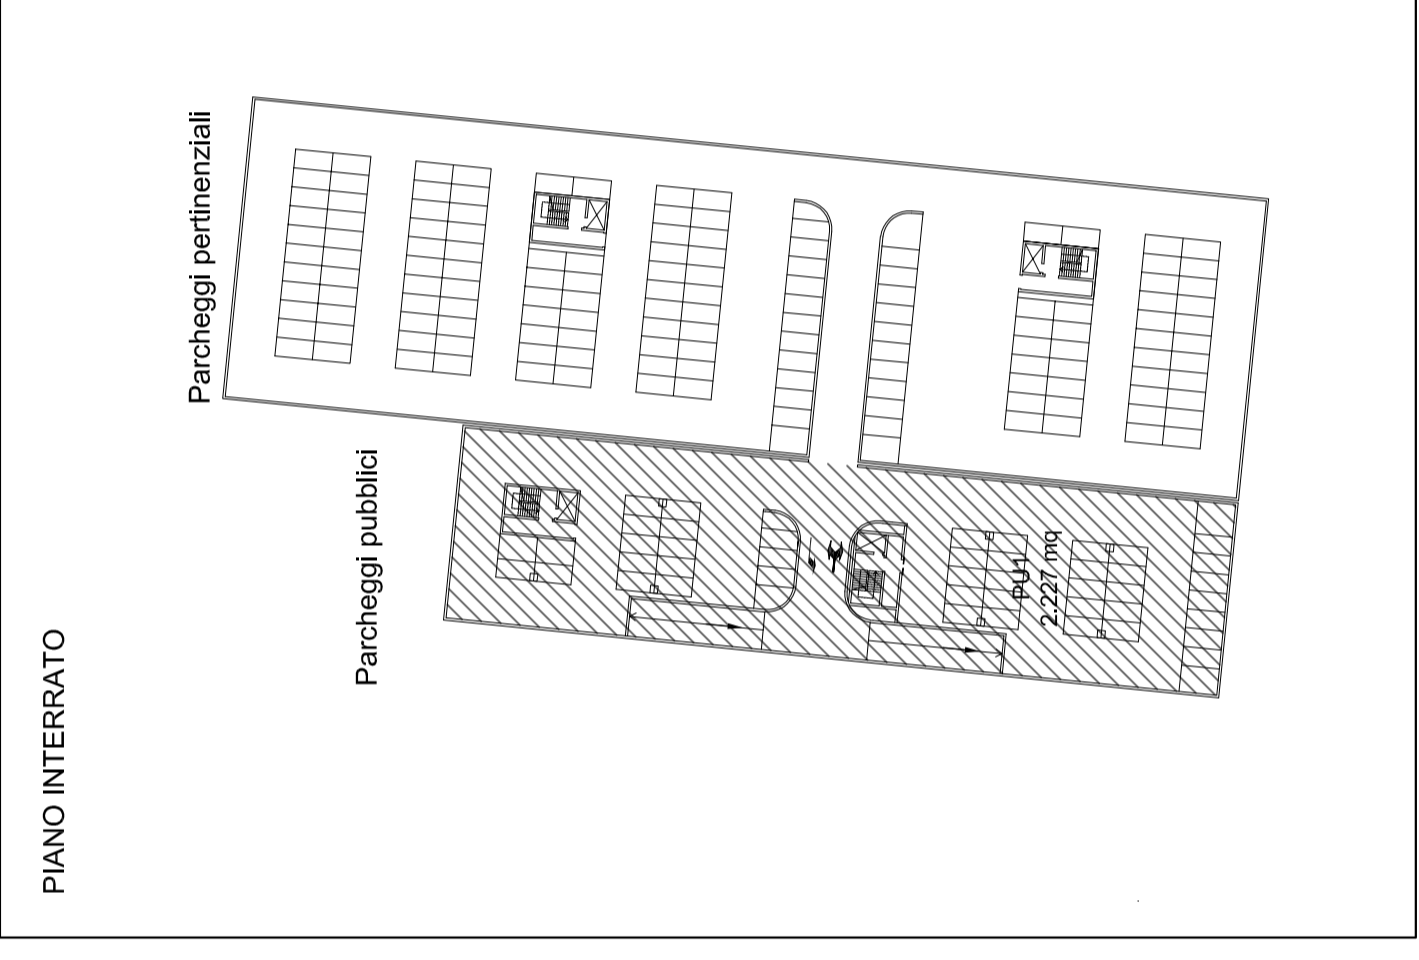 PIANO INTERRATO
Parcheggi pertinenziali
Parcheggi pubblici
PU1
2.227 mq